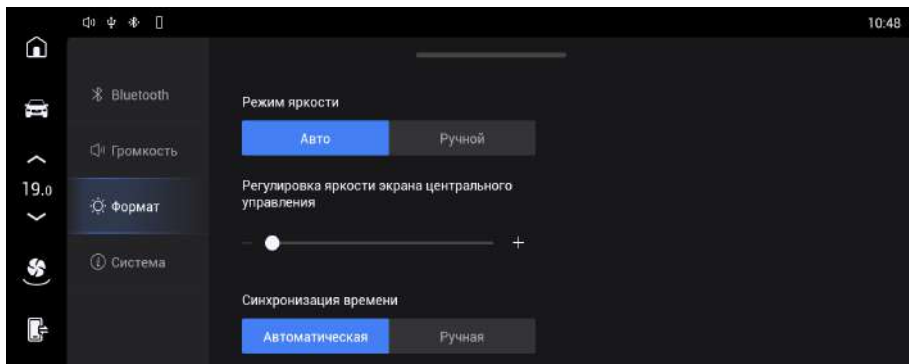 10:48
Bluetooth
Режим яркости
Авто
Ручной
Громкость
19.0
Регулировка яркости экрана центрального
управления
Формат
− +
Система
Синхронизация времени
Автоматическая
Ручная